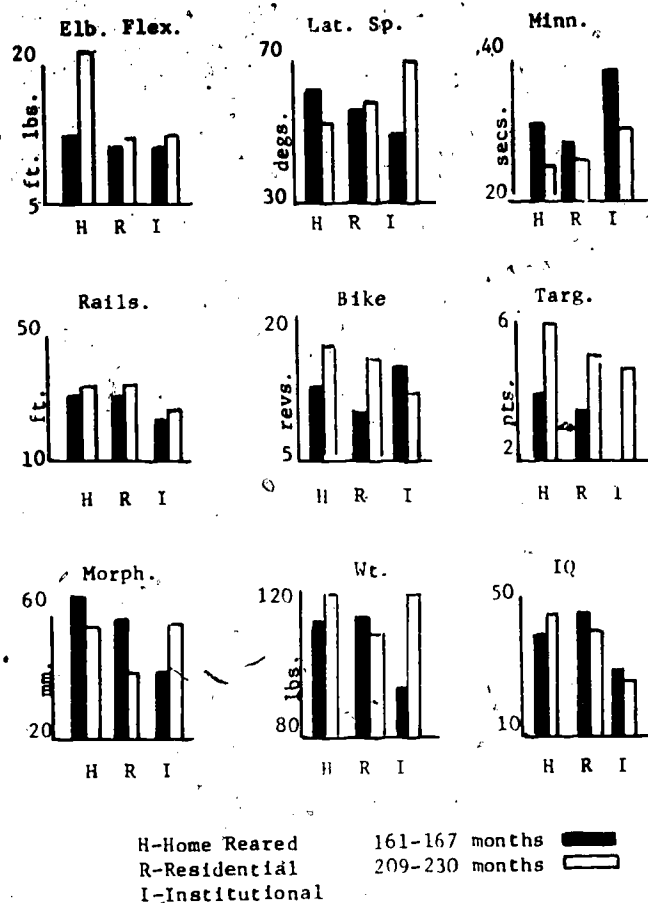 Elb. Flex.
20
ft. lbs.
5
H R I
Lat. Sp.
70
degs.
30
H R I
Minn.
40
secs.
20
H R I
Rails.
50
ft.
10
H R I
Bike
20
revs.
5
H R I
Targ.
6
pts.
2
H R I
Morph.
60
mm.
20
H R I
Wt.
120
lbs.
80
H R I
IQ
50
10
H R I
H-Home Reared 161-167 months
R-Residential 209-230 months
I-Institutional